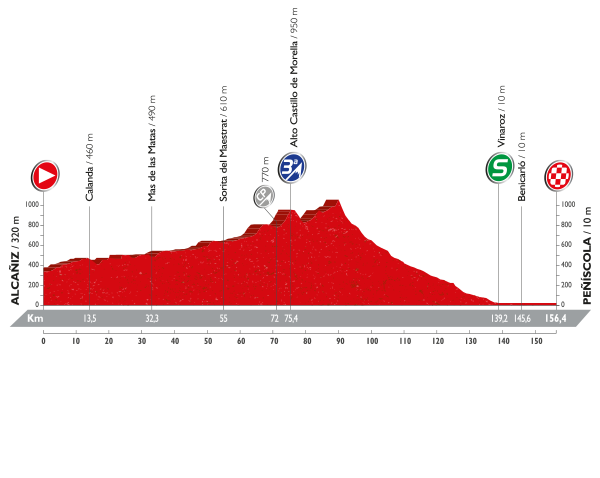 ALCAÑIZ / 320 m
Calanda / 460 m
Mas de las Matas / 490 m
Sorita del Maestrat / 610 m
770 m
Alto Castillo de Morella / 950 m
3ª
S
Vinaroz / 10 m
Benicarló / 10 m
PEÑÍSCOLA / 10 m
1000 1000
800 800
600 600
400 400
200 200
0 0
Km 13,5 32,3 55 72 75,4 139,2 145,6 156,4
0 10 20 30 40 50 60 70 80 90 100 110 120 130 140 150